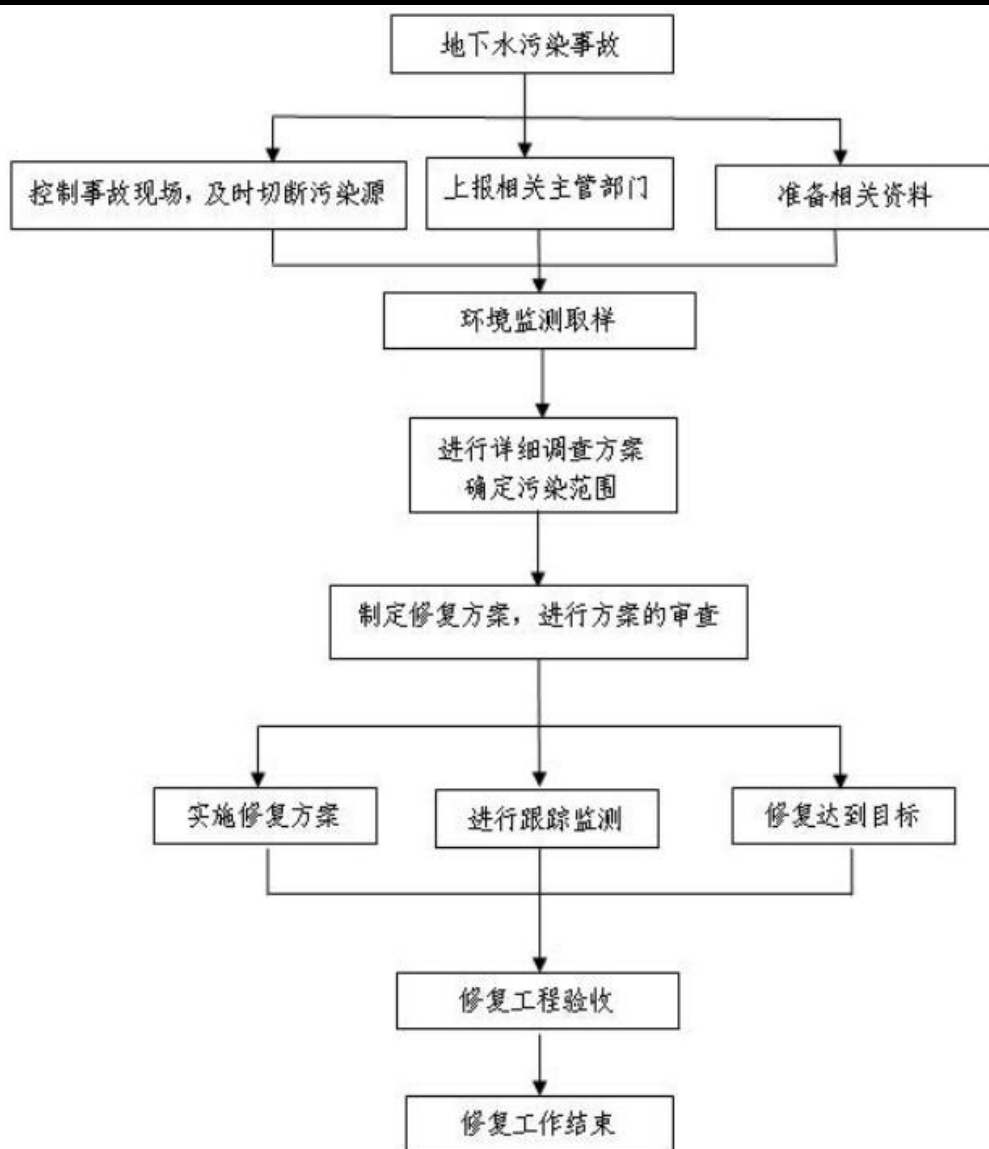 地下水污染事故
控制事故现场，及时切断污染源
上报相关主管部门
准备相关资料
环境监测取样
进行详细调查方案
确定污染范围
制定修复方案，进行方案的审查
实施修复方案
进行跟踪监测
修复达到目标
修复工程验收
修复工作结束